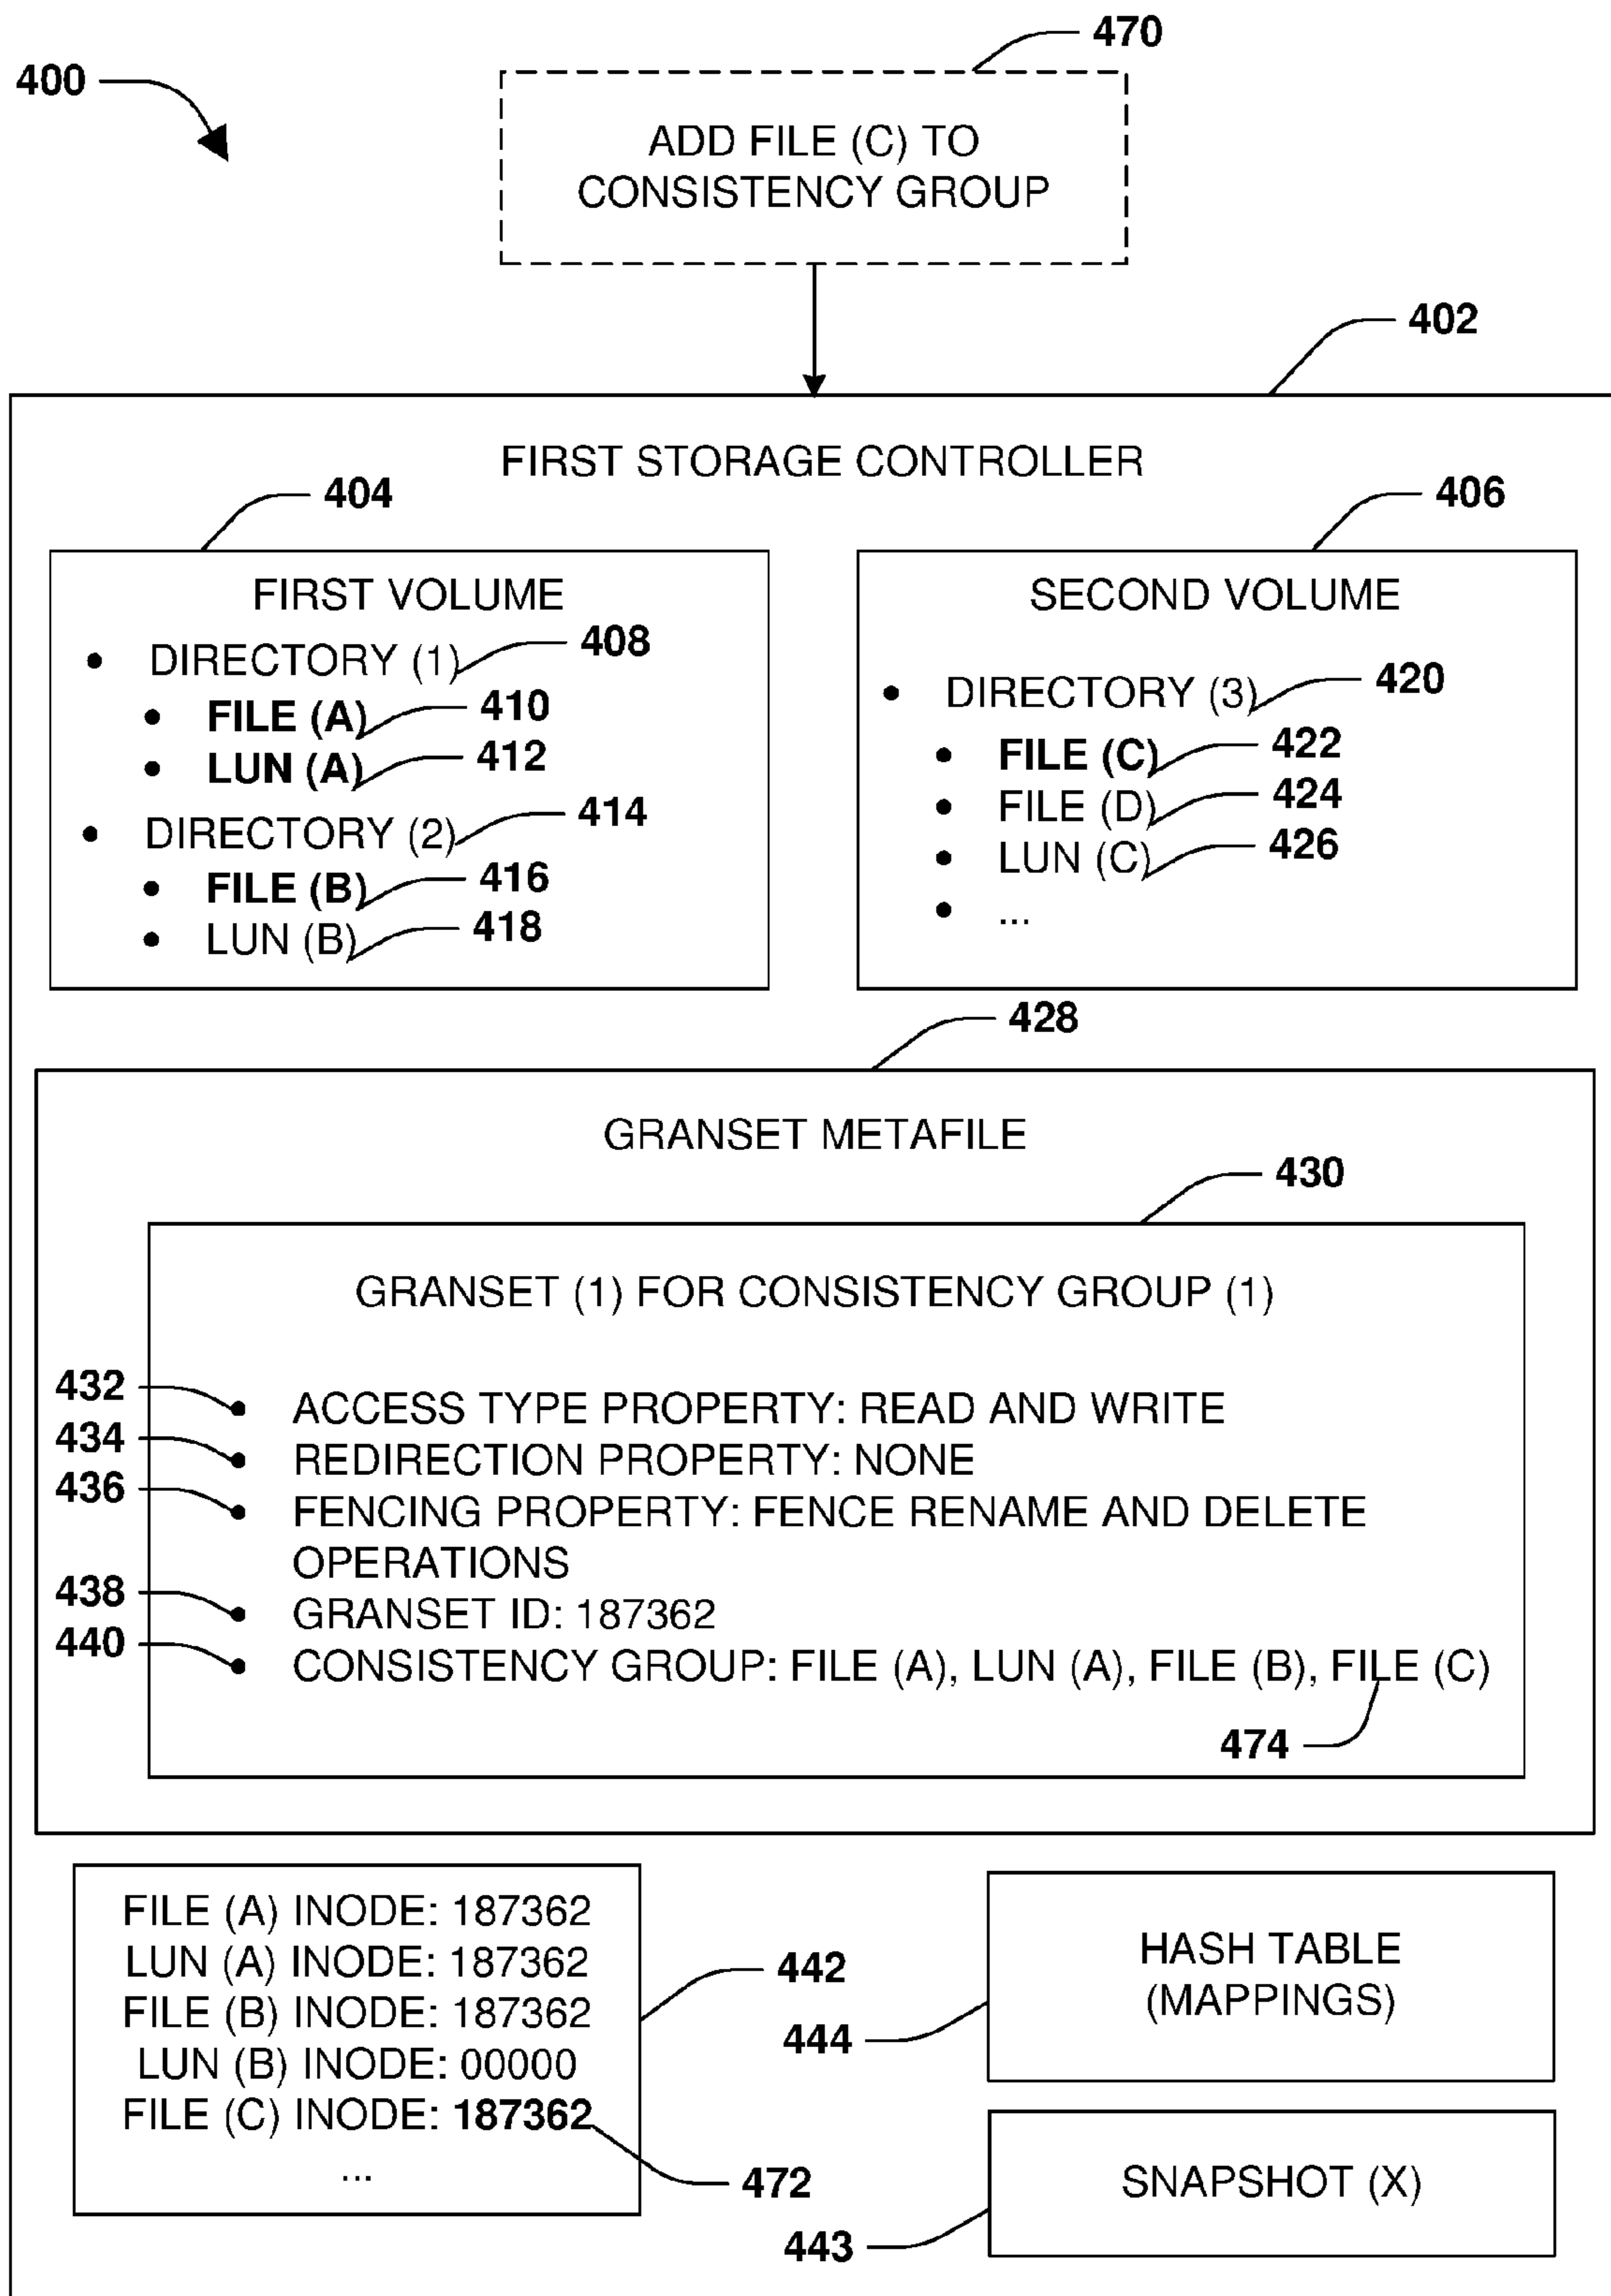 470
400
ADD FILE (C) TO
CONSISTENCY GROUP
402
FIRST STORAGE CONTROLLER
404
406
FIRST VOLUME
• DIRECTORY (1) 408
• FILE (A) 410
• LUN (A) 412
• DIRECTORY (2) 414
• FILE (B) 416
• LUN (B) 418
SECOND VOLUME
• DIRECTORY (3) 420
• FILE (C) 422
• FILE (D) 424
• LUN (C) 426
• ...
428
GRANSET METAFILE
430
GRANSET (1) FOR CONSISTENCY GROUP (1)
432 • ACCESS TYPE PROPERTY: READ AND WRITE
434 • REDIRECTION PROPERTY: NONE
436 • FENCING PROPERTY: FENCE RENAME AND DELETE
OPERATIONS
438 • GRANSET ID: 187362
440 • CONSISTENCY GROUP: FILE (A), LUN (A), FILE (B), FILE (C)
474
FILE (A) INODE: 187362
LUN (A) INODE: 187362
FILE (B) INODE: 187362
LUN (B) INODE: 00000
FILE (C) INODE: 187362
...
442
472
HASH TABLE
(MAPPINGS)
444
SNAPSHOT (X)
443